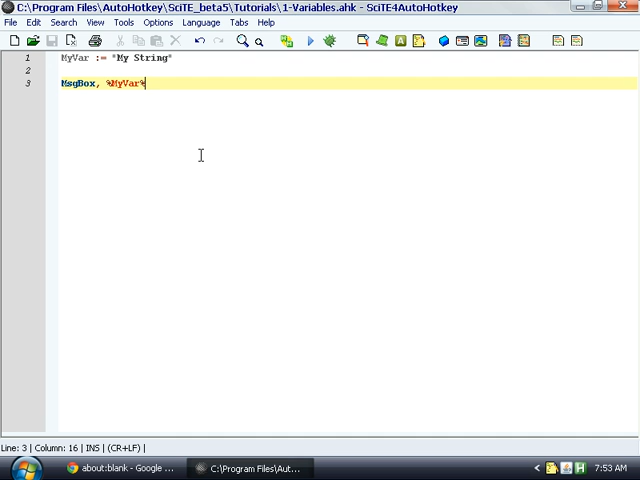 C:\Program Files\AutoHotkey\SciTE_beta5\Tutorials\1-Variables.ahk - SciTE4AutoHotkey
File Edit Search View Tools Options Language Tabs Help
1 MyVar := "My String"
2
3 MsgBox, %MyVar%
Line: 3 | Column: 16 | INS | (CR+LF) |
about:blank - Google ... C:\Program Files\Aut... 7:53 AM